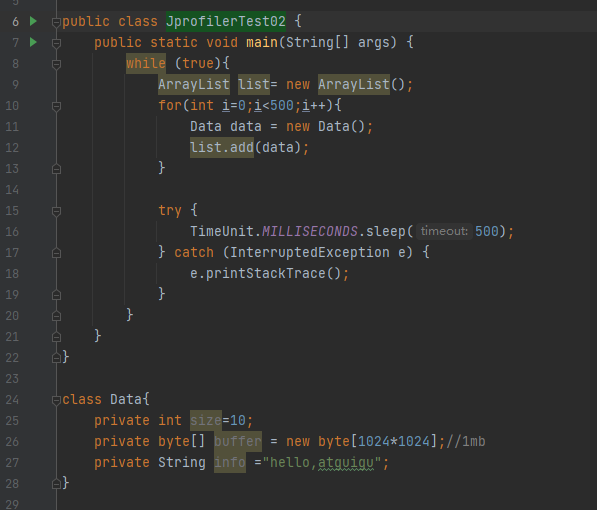 6 public class JprofilerTest02 {
7 public static void main(String[] args) {
8 while (true){
9 ArrayList list= new ArrayList();
10 for(int i=0;i<500;i++){
11 Data data = new Data();
12 list.add(data);
13 }
14
15 try {
16 TimeUnit.MILLISECONDS.sleep( timeout: 500);
17 } catch (InterruptedException e) {
18 e.printStackTrace();
19 }
20 }
21 }
22 }
23
24 class Data{
25 private int size=10;
26 private byte[] buffer = new byte[1024*1024];//1mb
27 private String info ="hello,atguigu";
28 }
29